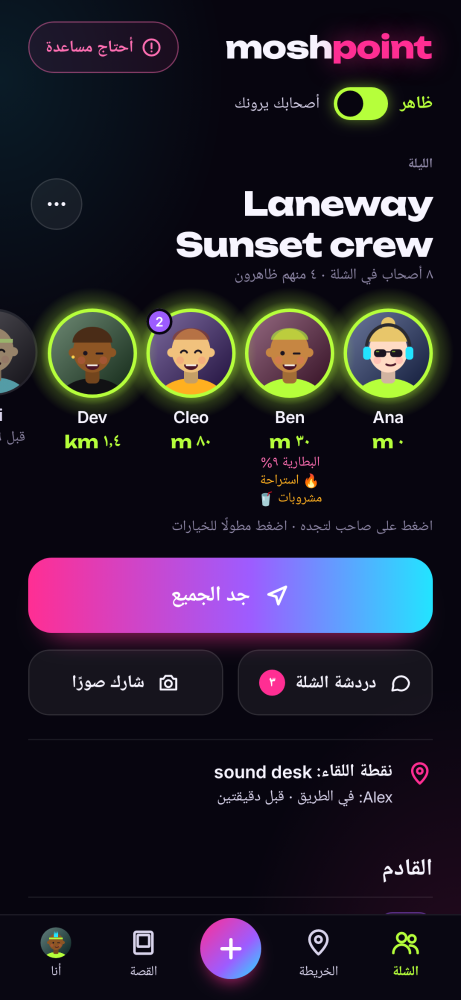 moshpoint
أحتاج مساعدة
ظاهر
أصحابك يرونك
الليلة
Laneway
Sunset crew
٨ أصحاب في الشلة · ٤ منهم ظاهرون
2
Ana
Ben
Cleo
Dev
i
٠ m
٣٠ m
٨٠ m
١,٤ km
قبل
البطارية ٩%
🔥 استراحة
مشروبات 🥤
اضغط على صاحب لتجده · اضغط مطولًا للخيارات
جد الجميع
دردشة الشلة
٣
شارك صورًا
نقطة اللقاء: sound desk
Alex: في الطريق · قبل دقيقتين
القادم
الشلة
الخريطة
القصة
أنا